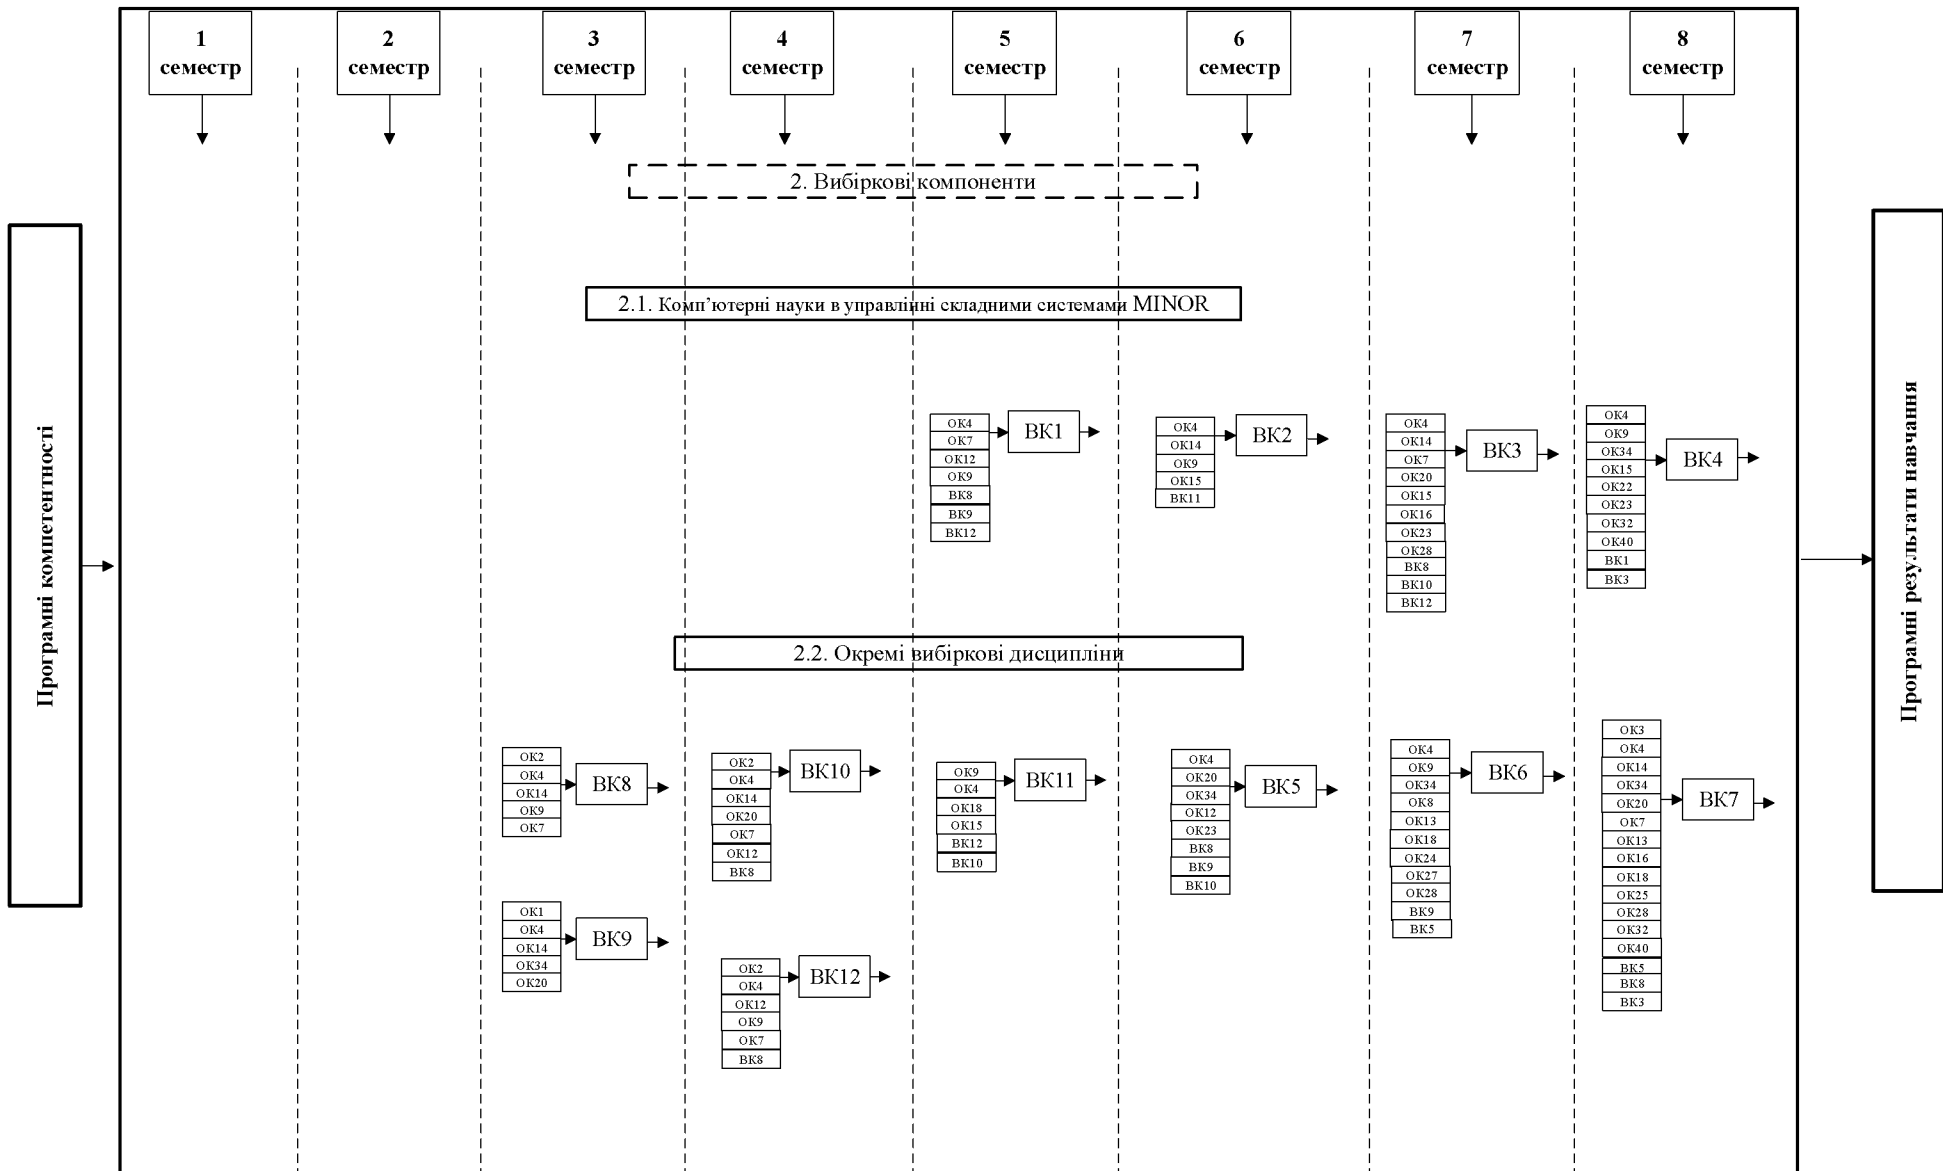 1
семестр
2
семестр
3
семестр
4
семестр
5
семестр
6
семестр
7
семестр
8
семестр
2. Вибіркові компоненти
Програмні компетентності
Програмні результати навчання
2.1. Комп’ютерні науки в управлінні складними системами MINOR
ОК4
ОК7
ОК12
ОК9
ВК8
ВК9
ВК12
ВК1
ОК4
ОК14
ОК9
ОК15
ВК11
ВК2
ОК4
ОК14
ОК7
ОК20
ОК15
ОК16
ОК23
ОК28
ВК8
ВК10
ВК12
ВК3
ОК4
ОК9
ОК34
ОК15
ОК22
ОК23
ОК32
ОК40
ВК1
ВК3
ВК4
2.2. Окремі вибіркові дисципліни
ОК2
ОК4
ОК14
ОК9
ОК7
ВК8
ОК1
ОК4
ОК14
ОК34
ОК20
ВК9
ОК2
ОК4
ОК14
ОК20
ОК7
ОК12
ВК8
ВК10
ОК2
ОК4
ОК12
ОК9
ОК7
ВК8
ВК12
ОК9
ОК4
ОК18
ОК15
ВК12
ВК10
ВК11
ОК4
ОК20
ОК34
ОК12
ОК23
ВК8
ВК9
ВК10
ВК5
ОК4
ОК9
ОК34
ОК8
ОК13
ОК18
ОК24
ОК27
ОК28
ВК9
ВК5
ВК6
ОК3
ОК4
ОК14
ОК34
ОК20
ОК7
ОК13
ОК16
ОК18
ОК25
ОК28
ОК32
ОК40
ВК5
ВК8
ВК3
ВК7